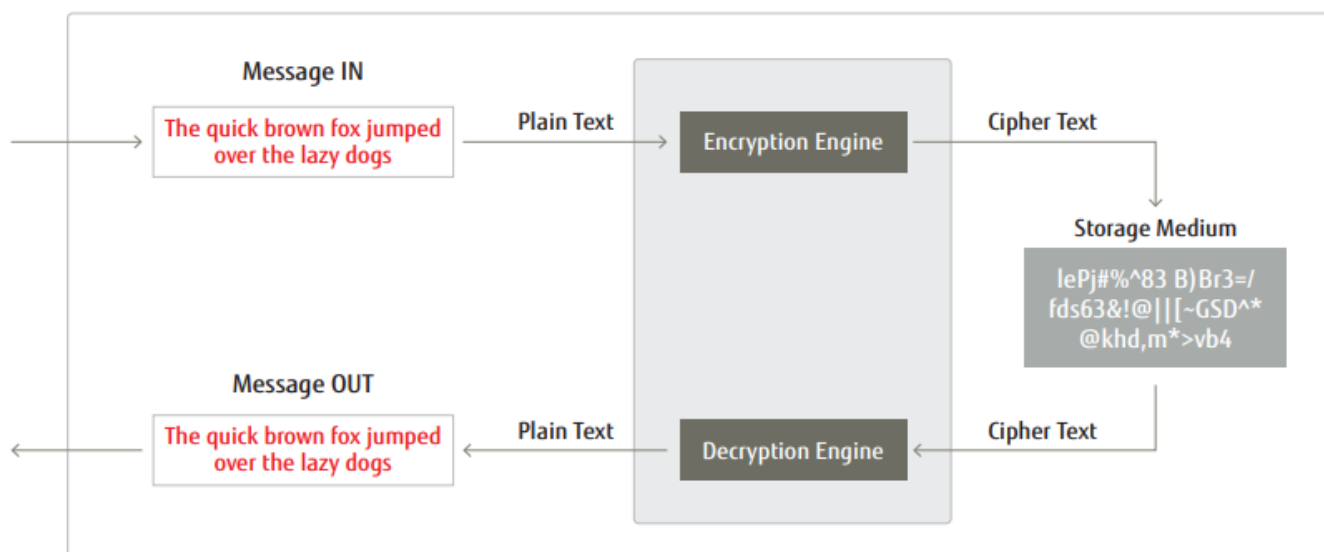 Message IN
The quick brown fox jumped
over the lazy dogs
Plain Text
Encryption Engine
Cipher Text
Storage Medium
lePj#%^83 B)Br3=/
fds63&!@||[~GSD^*
@khd,m*>vb4
Message OUT
The quick brown fox jumped
over the lazy dogs
Plain Text
Decryption Engine
Cipher Text